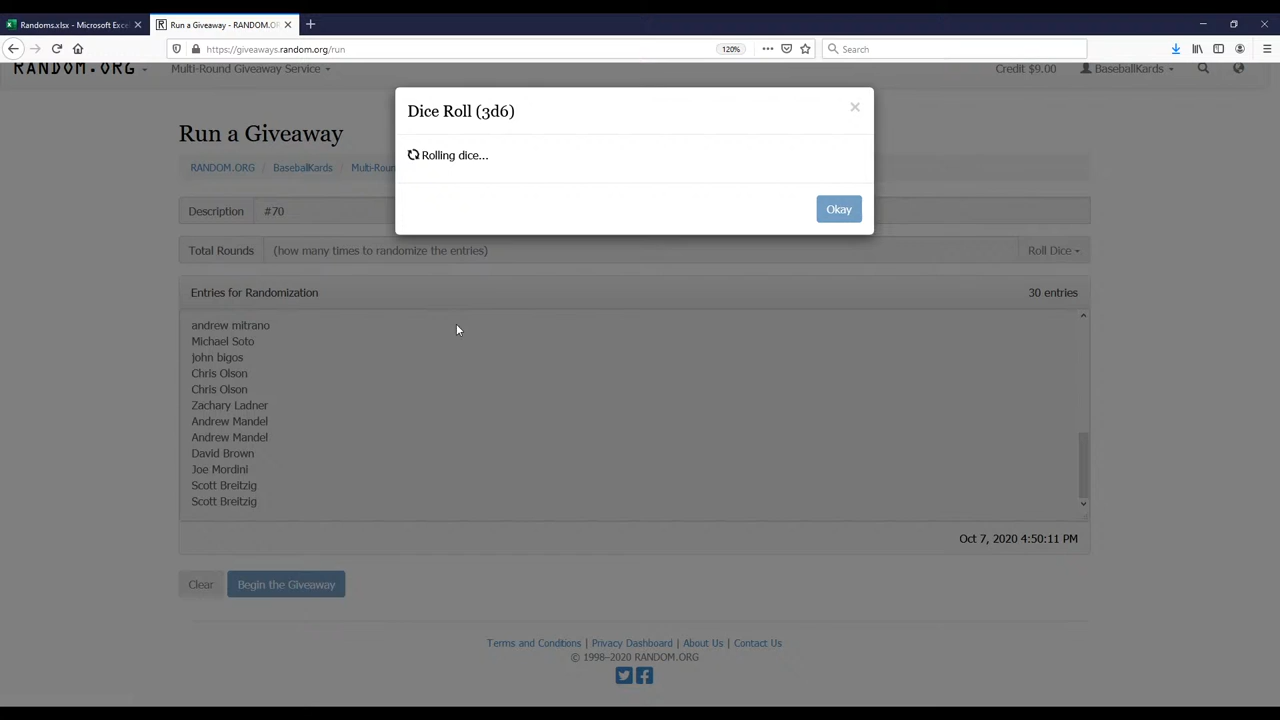 Randoms.xlsx - Microsoft Exce
Run a Giveaway - RANDOM.OR
https://giveaways.random.org/run
120%
Search
RANDOM.ORG
Multi-Round Giveaway Service
Credit $9.00
BaseballKards
Dice Roll (3d6)
×
Rolling dice...
Okay
Run a Giveaway
RANDOM.ORG / BaseballKards / Multi-Roun
Description #70
Total Rounds (how many times to randomize the entries) Roll Dice
Entries for Randomization 30 entries
andrew mitrano
Michael Soto
john bigos
Chris Olson
Chris Olson
Zachary Ladner
Andrew Mandel
Andrew Mandel
David Brown
Joe Mordini
Scott Breitzig
Scott Breitzig
Oct 7, 2020 4:50:11 PM
Clear Begin the Giveaway
Terms and Conditions | Privacy Dashboard | About Us | Contact Us
© 1998–2020 RANDOM.ORG